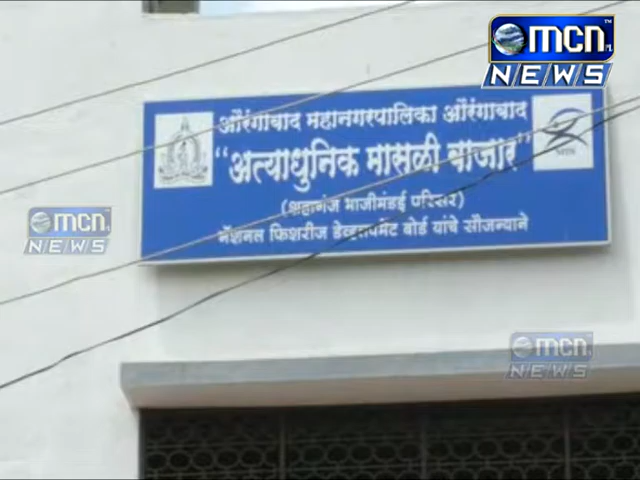 mcn
NEWS
औरंगाबाद महानगरपालिका औरंगाबाद
"अत्याधुनिक मासळी बाजार"
(शहागंज भाजीमंडई परिसर)
नॅशनल फिशरीज डेव्हलपमेंट बोर्ड यांचे सौजन्याने
mcn
NEWS
mcn
NEWS